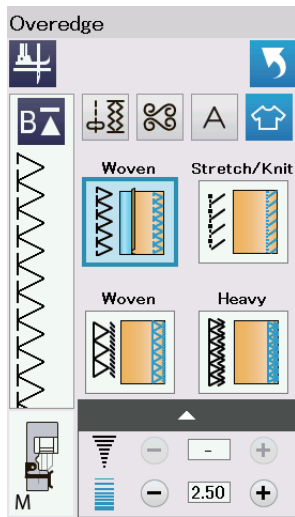 Overedge
B
A
Woven Stretch/Knit
Woven Heavy
- - +
M - 2.50 +